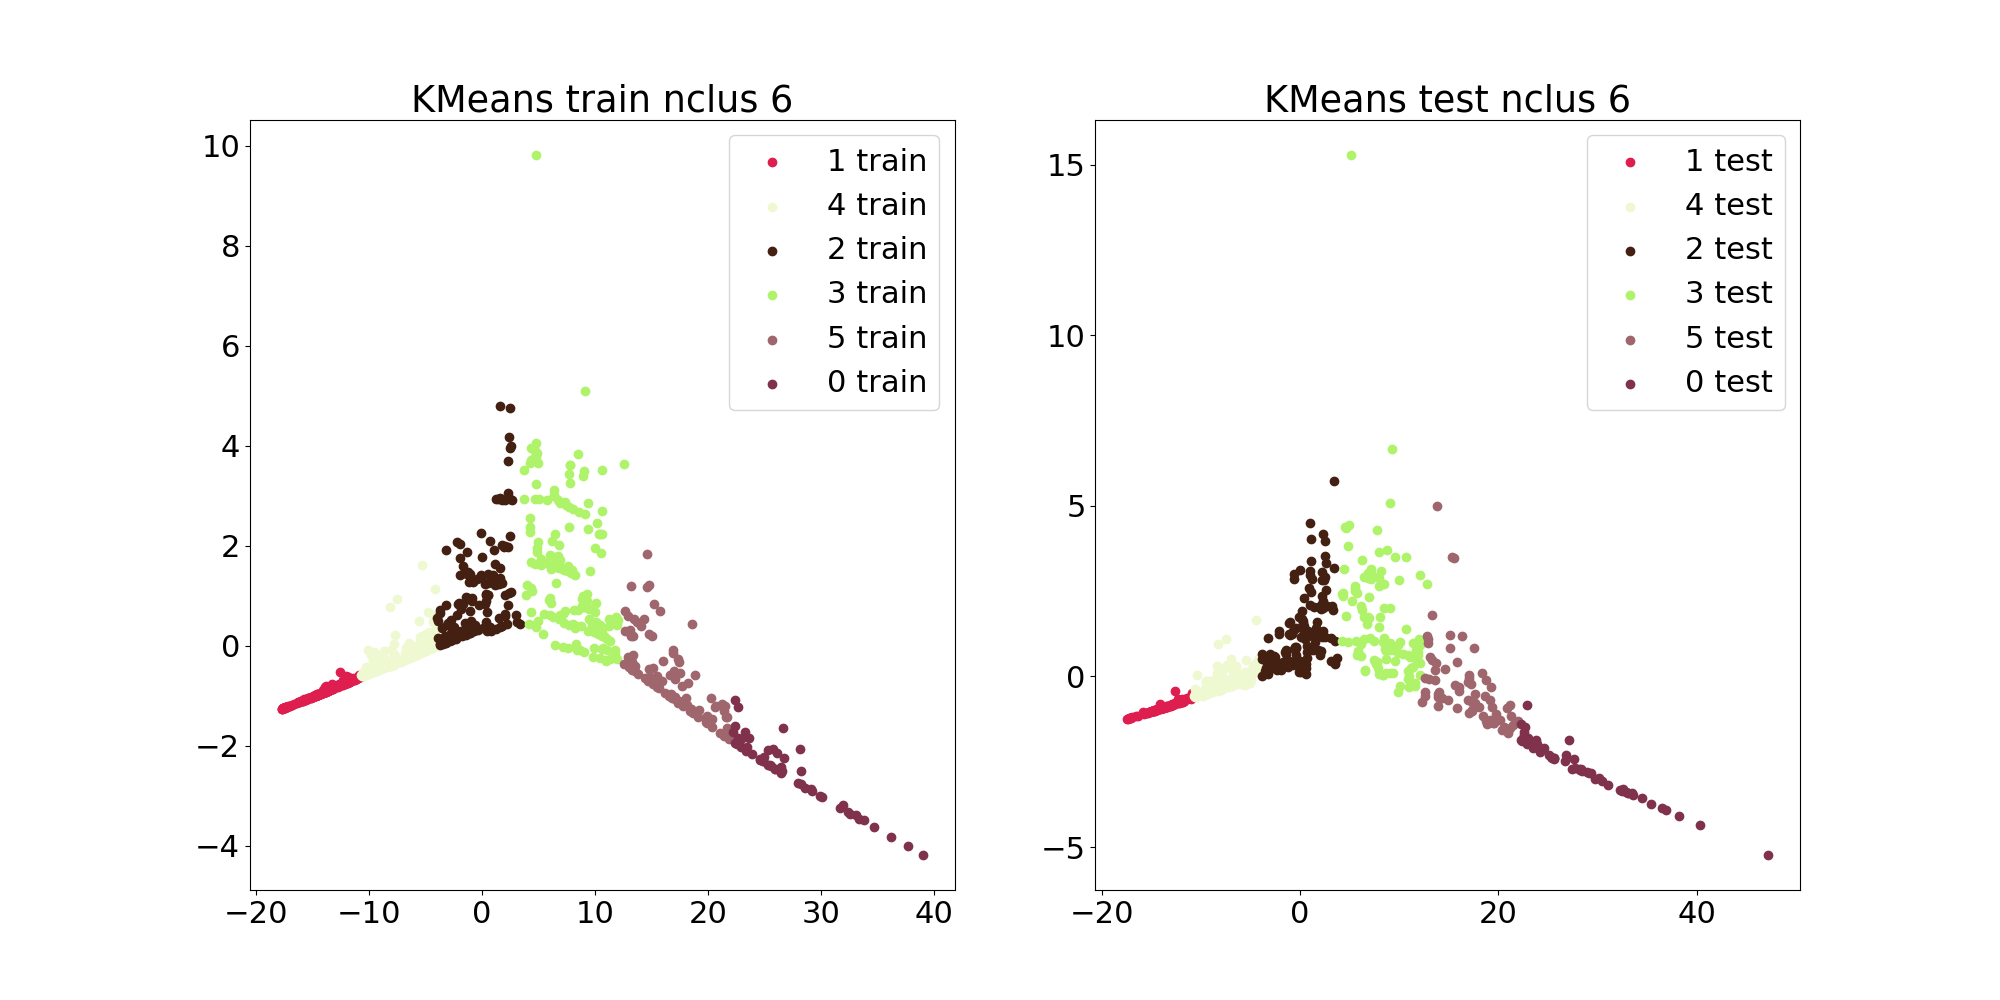 KMeans train nclus 6
10
8
6
4
2
0
−2
−4
−20
−10
0
10
20
30
40
1 train
4 train
2 train
3 train
5 train
0 train
KMeans test nclus 6
15
10
5
0
−5
−20
0
20
40
1 test
4 test
2 test
3 test
5 test
0 test